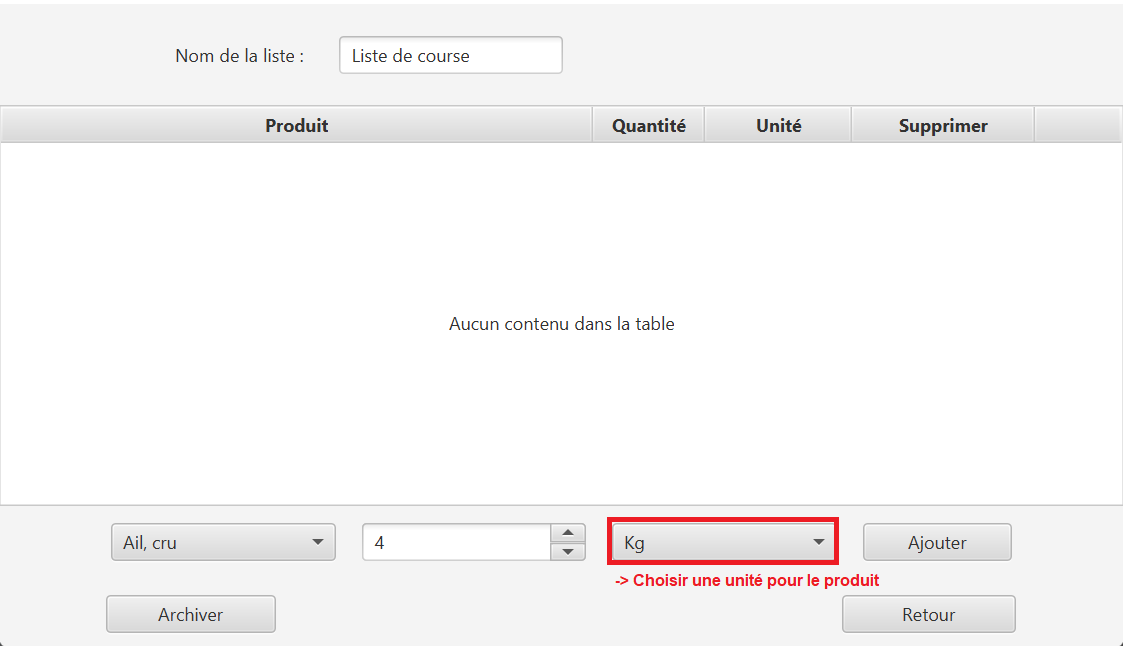 Nom de la liste : Liste de course
Produit Quantité Unité Supprimer
Aucun contenu dans la table
Ail, cru 4 Kg Ajouter
-> Choisir une unité pour le produit
Archiver Retour